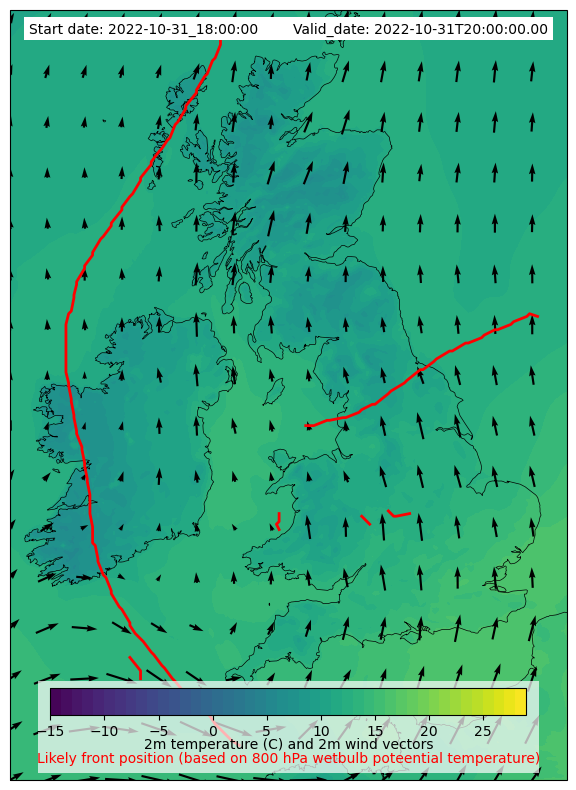 Start date: 2022-10-31_18:00:00 Valid_date: 2022-10-31T20:00:00.00
−15 −10 −5 0 5 10 15 20 25
2m temperature (C) and 2m wind vectors
Likely front position (based on 800 hPa wetbulb poteential temperature)